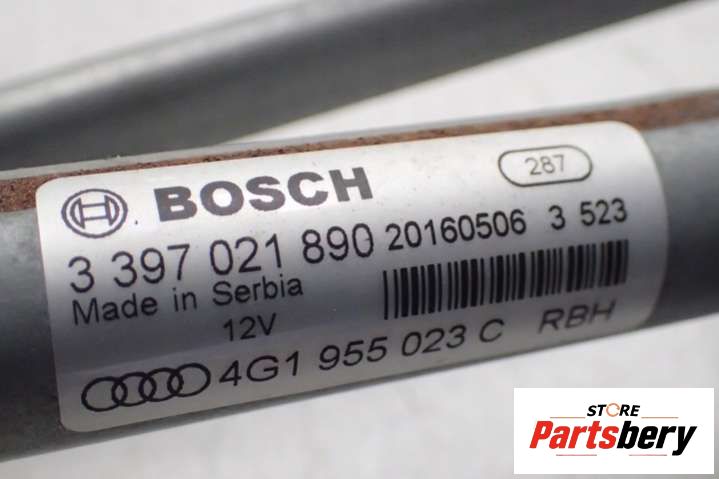 BOSCH 287
3 397 021 890 20160506 3 523
Made in Serbia
12V
4G1 955 023 C RBH
STORE
Partsbery